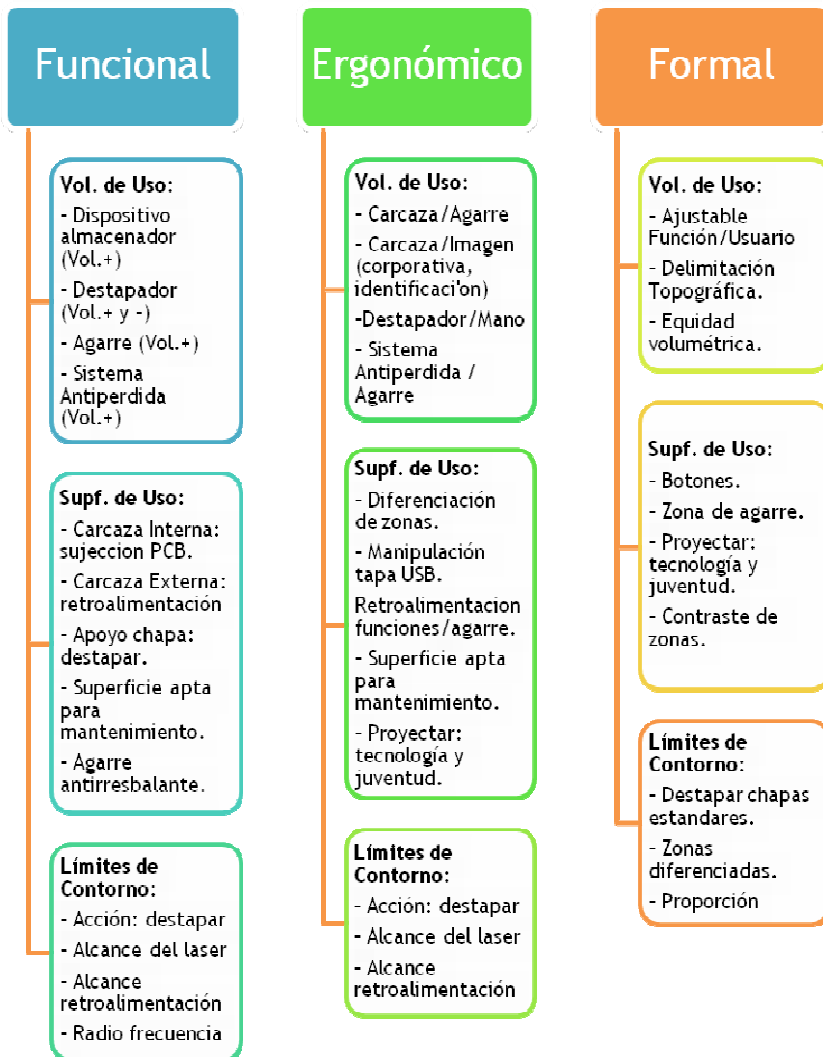 Funcional
Vol. de Uso:
- Dispositivo
almacenador
(Vol.+)
- Destapador
(Vol.+ y -)
- Agarre (Vol.+)
- Sistema
Antiperdida
(Vol.+)
Supf. de Uso:
- Carcaza Interna:
sujeccion PCB.
- Carcaza Externa:
retroalimentación
- Apoyo chapa:
destapar.
- Superficie apta
para
mantenimiento.
- Agarre
antirresbalante.
Límites de
Contorno:
- Acción: destapar
- Alcance del laser
- Alcance
retroalimentación
- Radio frecuencia
Ergonómico
Vol. de Uso:
- Carcaza/Agarre
- Carcaza/Imagen
(corporativa,
identificaci'on)
-Destapador/Mano
- Sistema
Antiperdida /
Agarre
Supf. de Uso:
- Diferenciación
de zonas.
- Manipulación
tapa USB.
Retroalimentacion
funciones/agarre.
- Superficie apta
para
mantenimiento.
- Proyectar:
tecnología y
juventud.
Límites de
Contorno:
- Acción: destapar
- Alcance del laser
- Alcance
retroalimentación
Formal
Vol. de Uso:
- Ajustable
Función/Usuario
- Delimitación
Topográfica.
- Equidad
volumétrica.
Supf. de Uso:
- Botones.
- Zona de agarre.
- Proyectar:
tecnología y
juventud.
- Contraste de
zonas.
Límites de
Contorno:
- Destapar chapas
estandares.
- Zonas
diferenciadas.
- Proporción